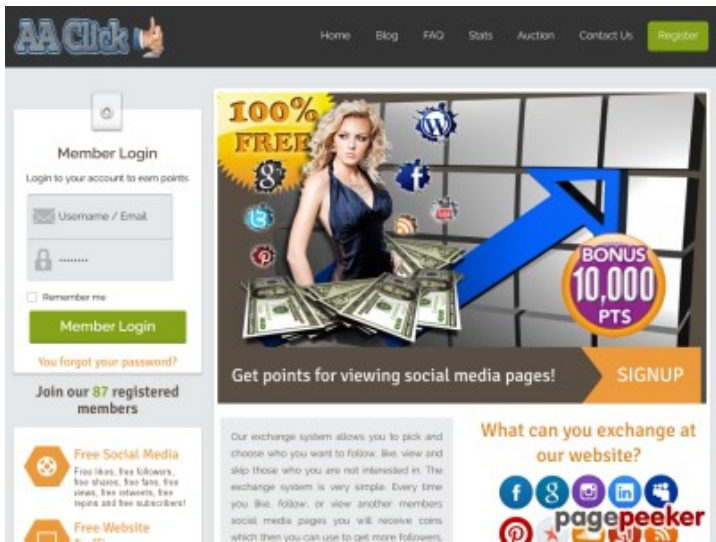 AA Click
Home Blog FAQ Stats Auction Contact Us Register
Member Login
Login to your account to earn points
Username / Email
Remember me
Member Login
You forgot your password?
Join our 87 registered
members
Free Social Media
Free likes, free followers,
free shares, free fans, free
views, free retweets, free
repins and free subscribers!
Free Website
100%
FREE
BONUS
10,000
PTS
Get points for viewing social media pages!
SIGNUP
Our exchange system allows you to pick and
choose who you want to follow, like, view and
skip those who you are not interested in. The
exchange system is very simple. Every time
you like, follow, or view another members
social media pages you will receive coins
which then you can use to get more followers,
What can you exchange at
our website?
pagepeeker